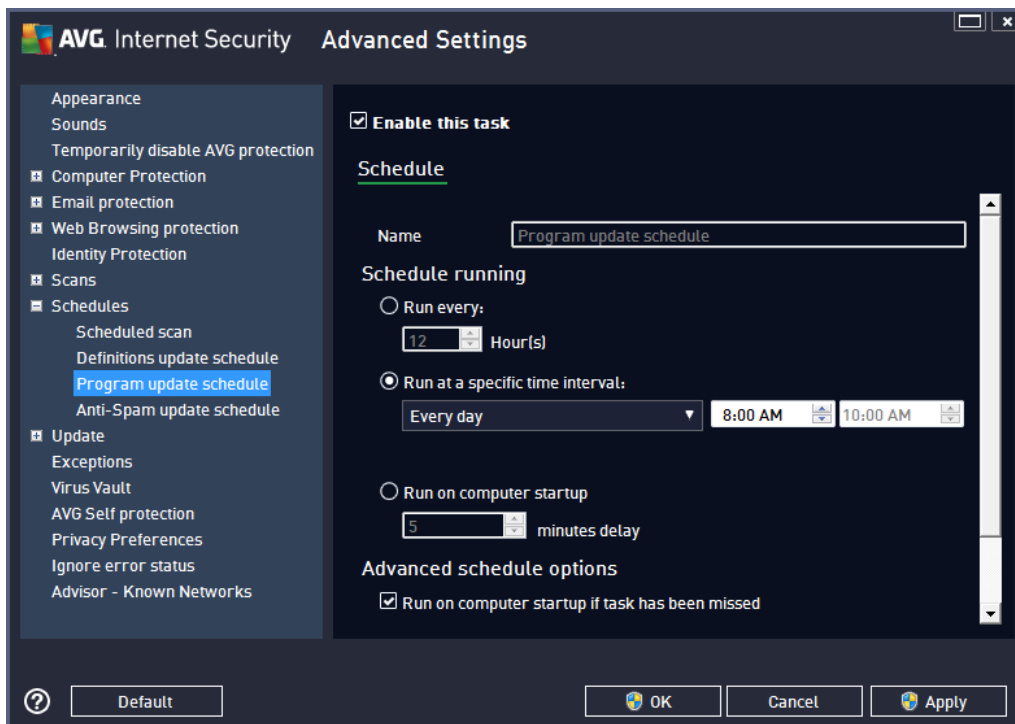 AVG. Internet Security Advanced Settings
Appearance
Sounds
Temporarily disable AVG protection
Computer Protection
Email protection
Web Browsing protection
Identity Protection
Scans
Schedules
Scheduled scan
Definitions update schedule
Program update schedule
Anti-Spam update schedule
Update
Exceptions
Virus Vault
AVG Self protection
Privacy Preferences
Ignore error status
Advisor - Known Networks
Enable this task
Schedule
Name Program update schedule
Schedule running
Run every:
12 Hour(s)
Run at a specific time interval:
Every day 8:00 AM 10:00 AM
Run on computer startup
5 minutes delay
Advanced schedule options
Run on computer startup if task has been missed
? Default OK Cancel Apply